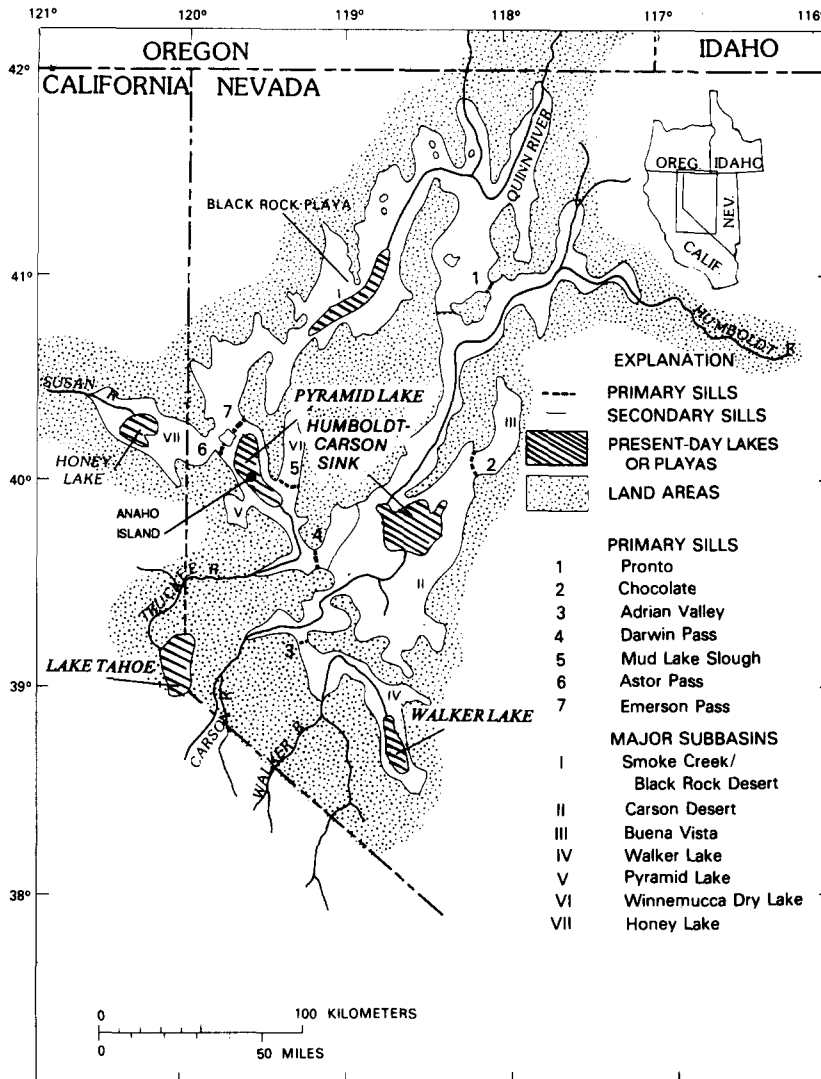 121° 120° 119° 118° 117° 116°
OREGON IDAHO
42°
CALIFORNIA NEVADA
QUINN RIVER
OREG. IDAHO
NEV.
CALIF
BLACK ROCK PLAYA
41°
I
1
HUMBOLDT R
EXPLANATION
PRIMARY SILLS
SECONDARY SILLS
PRESENT-DAY LAKES
OR PLAYAS
LAND AREAS
SUSAN R
PYRAMID LAKE
HUMBOLDT-
CARSON
SINK
7
VII
VI
III
6
5
2
40°
HONEY
LAKE
ANAHO
ISLAND
V
4
II
TRUCKEE R
3
39°
LAKE TAHOE
IV
WALKER LAKE
CARSON R
WALKER R
38°
PRIMARY SILLS
1 Pronto
2 Chocolate
3 Adrian Valley
4 Darwin Pass
5 Mud Lake Slough
6 Astor Pass
7 Emerson Pass
MAJOR SUBBASINS
I Smoke Creek/
Black Rock Desert
II Carson Desert
III Buena Vista
IV Walker Lake
V Pyramid Lake
VI Winnemucca Dry Lake
VII Honey Lake
0 100 KILOMETERS
0 50 MILES